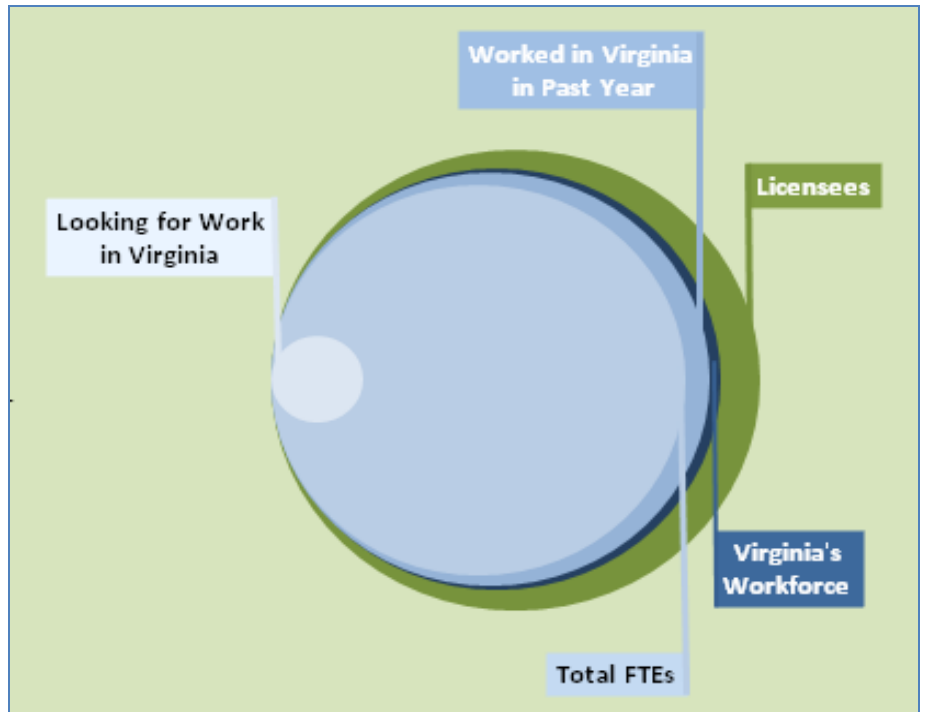 Worked in Virginia
in Past Year
Licensees
Looking for Work
in Virginia
Virginia's
Workforce
Total FTEs